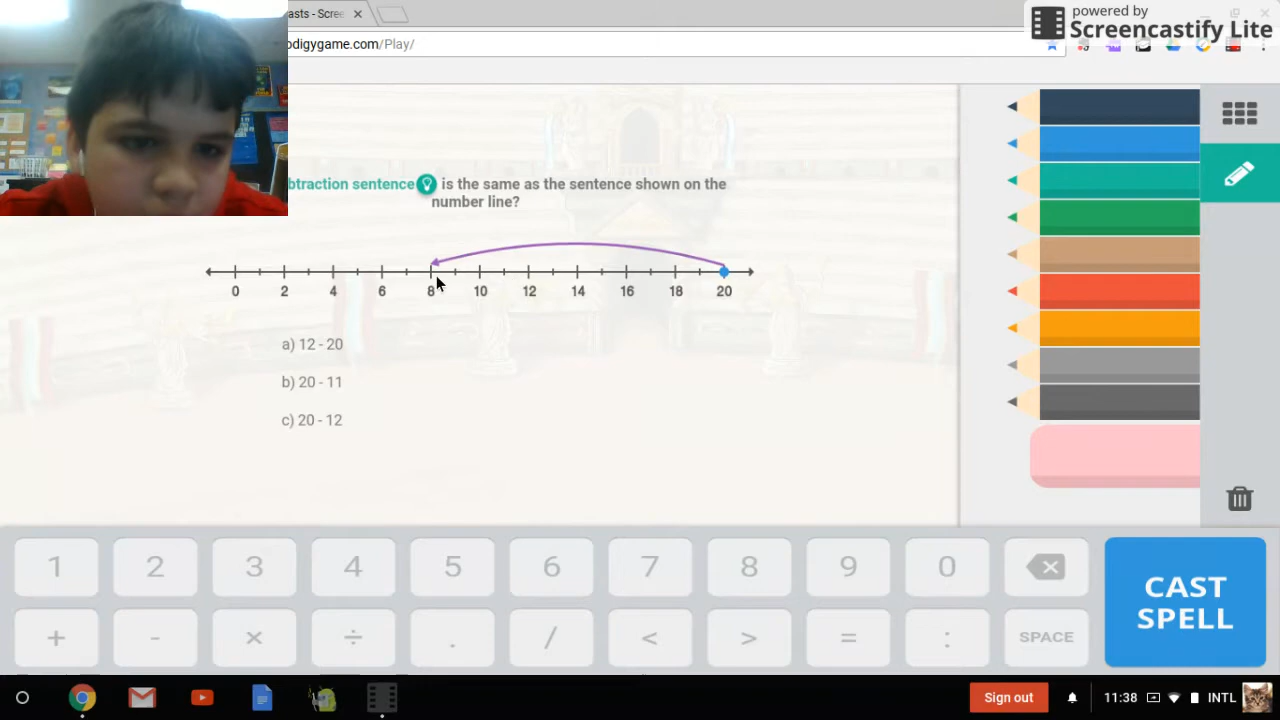 powered by
Screencastify Lite
asts - Scree
odigygame.com/Play/
btraction sentence is the same as the sentence shown on the
number line?
0 2 4 6 8 10 12 14 16 18 20
a) 12 - 20
b) 20 - 11
c) 20 - 12
1 2 3 4 5 6 7 8 9 0
CAST
SPELL
+ - × ÷ . / < > = : SPACE
Sign out 11:38 INTL